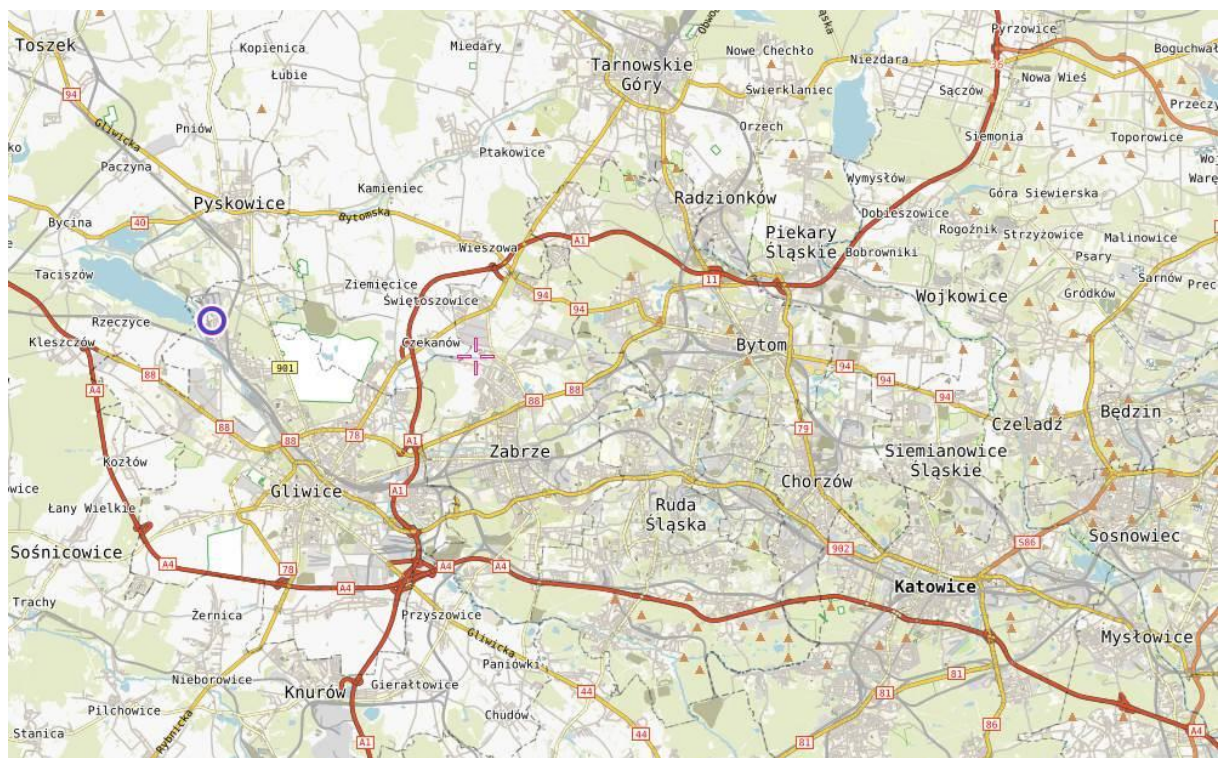 Toszek
Kopienica
Miedary
Pyrzowice
Nowe Chechło
Niezdara
Łubie
Tarnowskie
Góry
Nowa Wieś
Sączów
Świerklaniec
94
Gliwicka
Pniów
Paczyna
Orzech
Siemonia
Toporowice
Ptakowice
Kamieniec
Radzionków
Wymysłów
Góra Siewierska
Pyskowice
Bytomska
Dobieszowice
Bycina
40
Wieszowa
A1
Piekary
Śląskie
Rogoźnik
Strzyżowice
Malinowice
Bobrowniki
Psary
Taciszów
Ziemięcice
11
Sarnów
Świętoszowice
94
94
Wojkowice
Gródków
Rzeczyce
Kleszczów
Czekanów
Bytom
901
88
A4
94
94
94
88
88
Będzin
Czeladź
88
88
78
A1
79
Zabrze
Siemianowice
Śląskie
Kozłów
Gliwice
A1
Chorzów
Łany Wielkie
Ruda
Śląska
Sośnicowice
902
S86
Sosnowiec
A4
78
A4
A4
A4
Katowice
Trachy
Żernica
Przyszowice
Gliwicka
Mysłowice
Paniówki
Nieborowice
Knurów
Gierałtowice
44
81
81
Pilchowice
Chudów
86
Stanica
Rybnicka
A1
44
81
A4